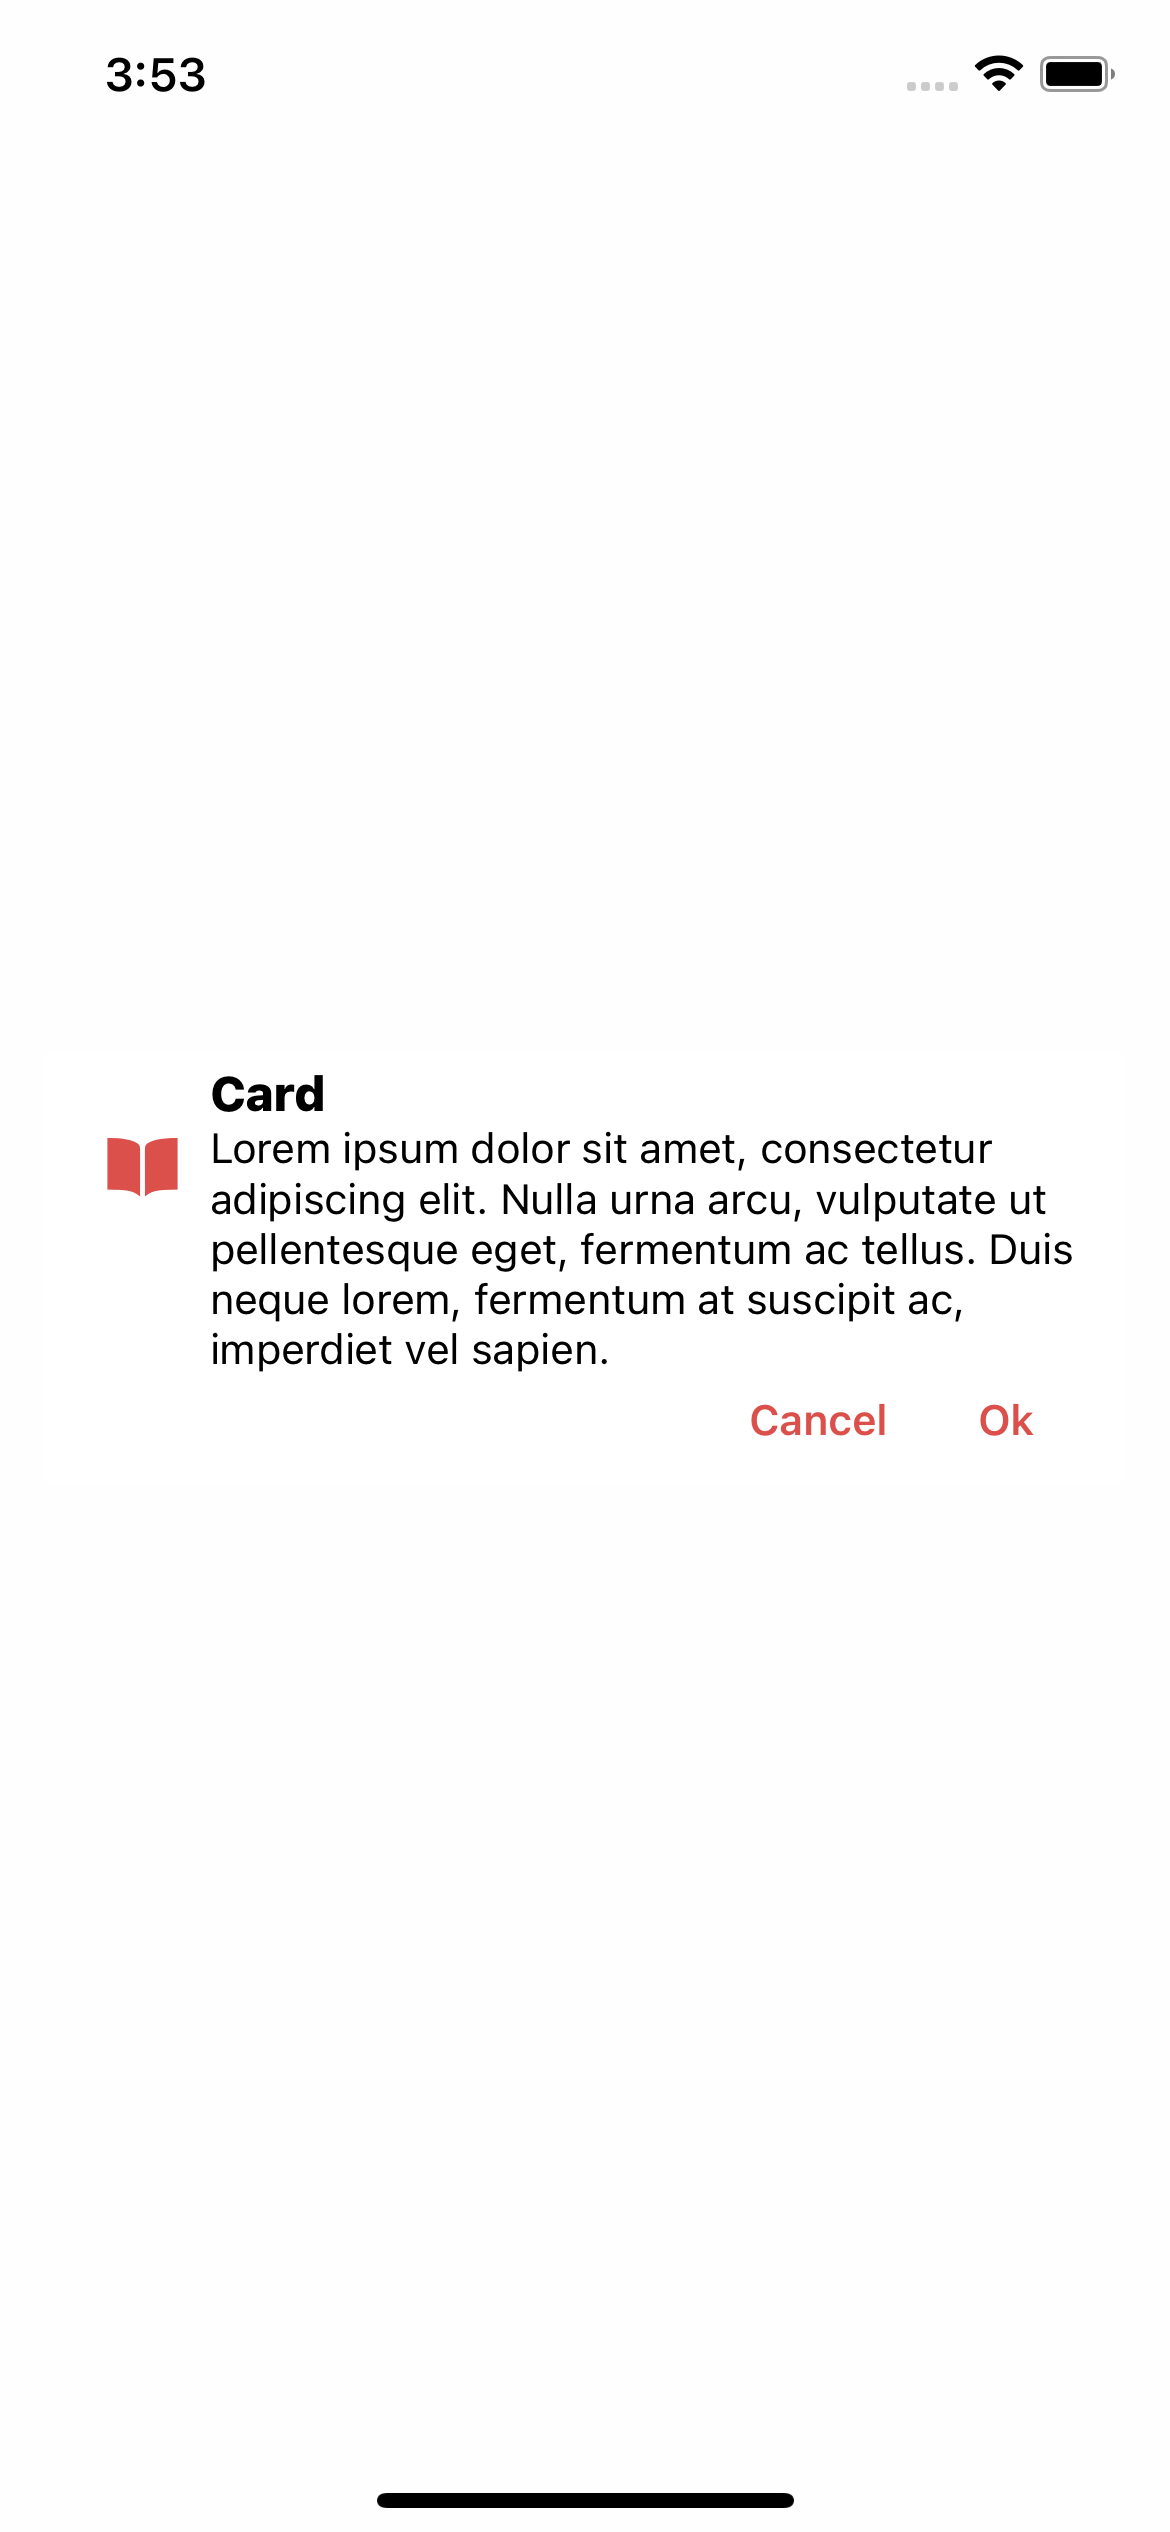 3:53
Card
Lorem ipsum dolor sit amet, consectetur
adipiscing elit. Nulla urna arcu, vulputate ut
pellentesque eget, fermentum ac tellus. Duis
neque lorem, fermentum at suscipit ac,
imperdiet vel sapien.
Cancel Ok